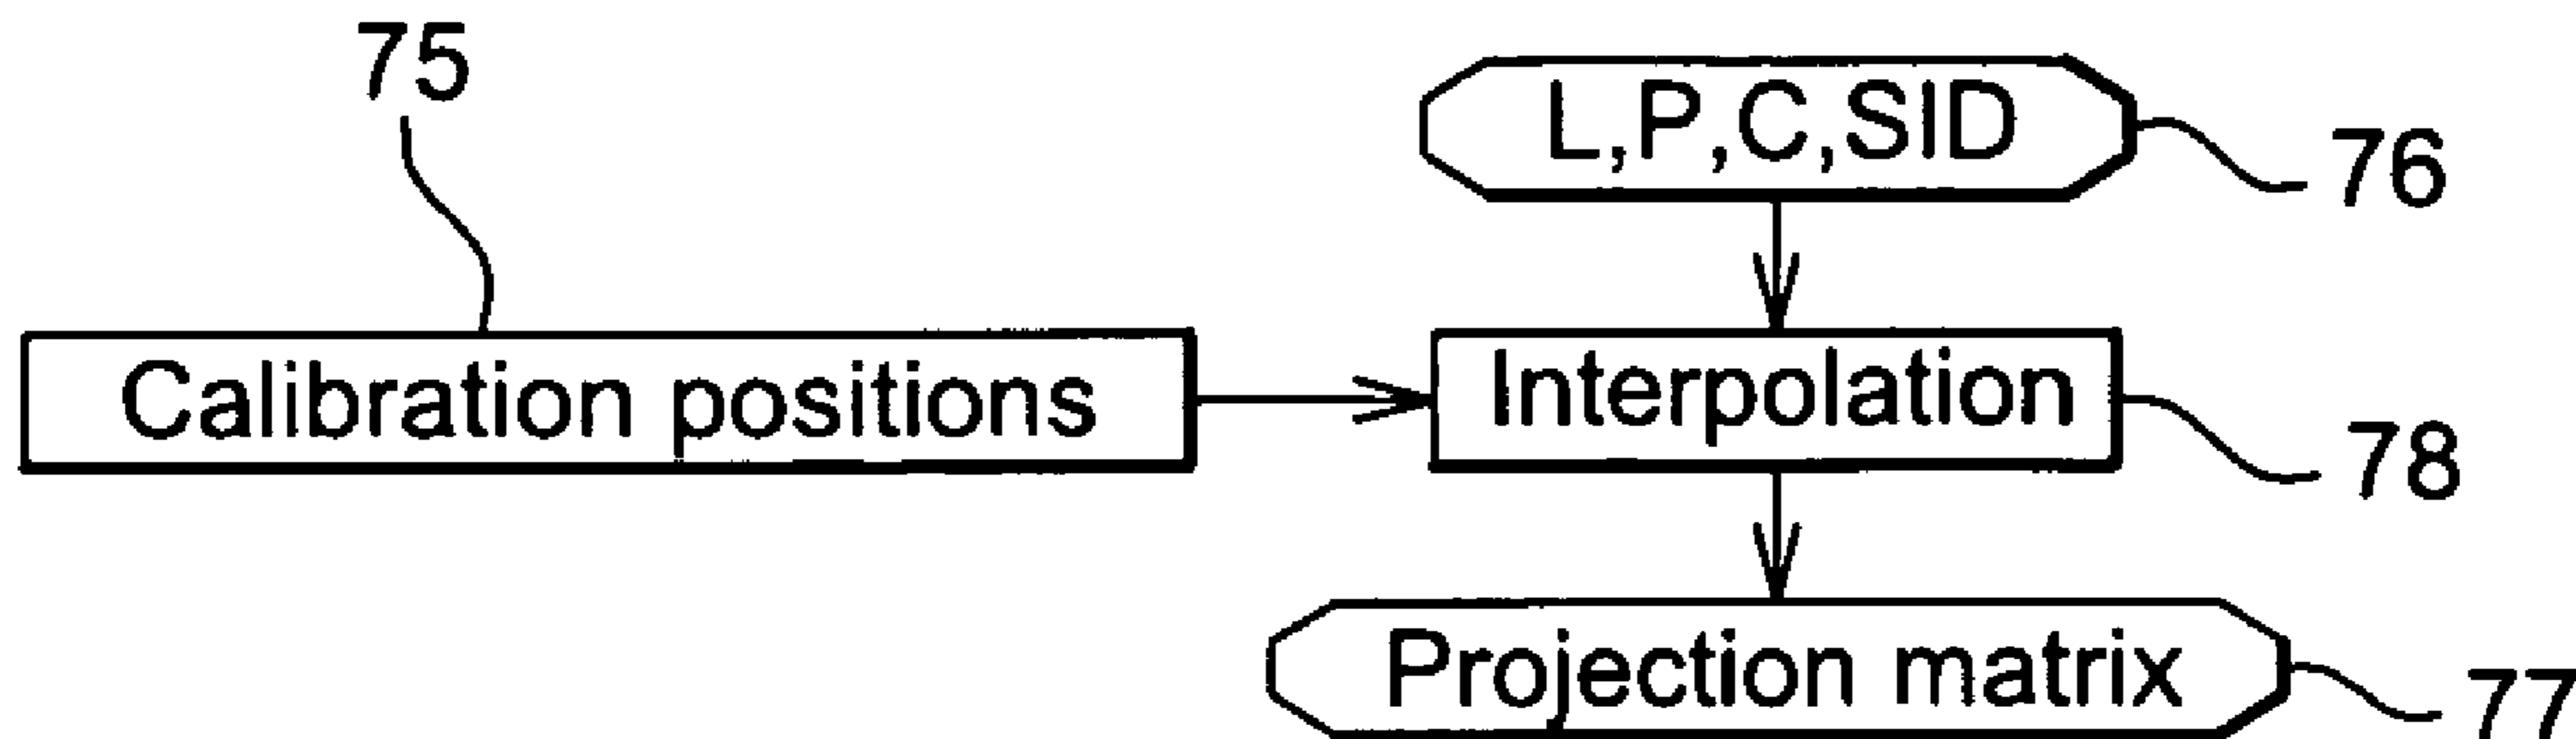 75
L,P,C,SID
76
Calibration positions
Interpolation
78
Projection matrix
77